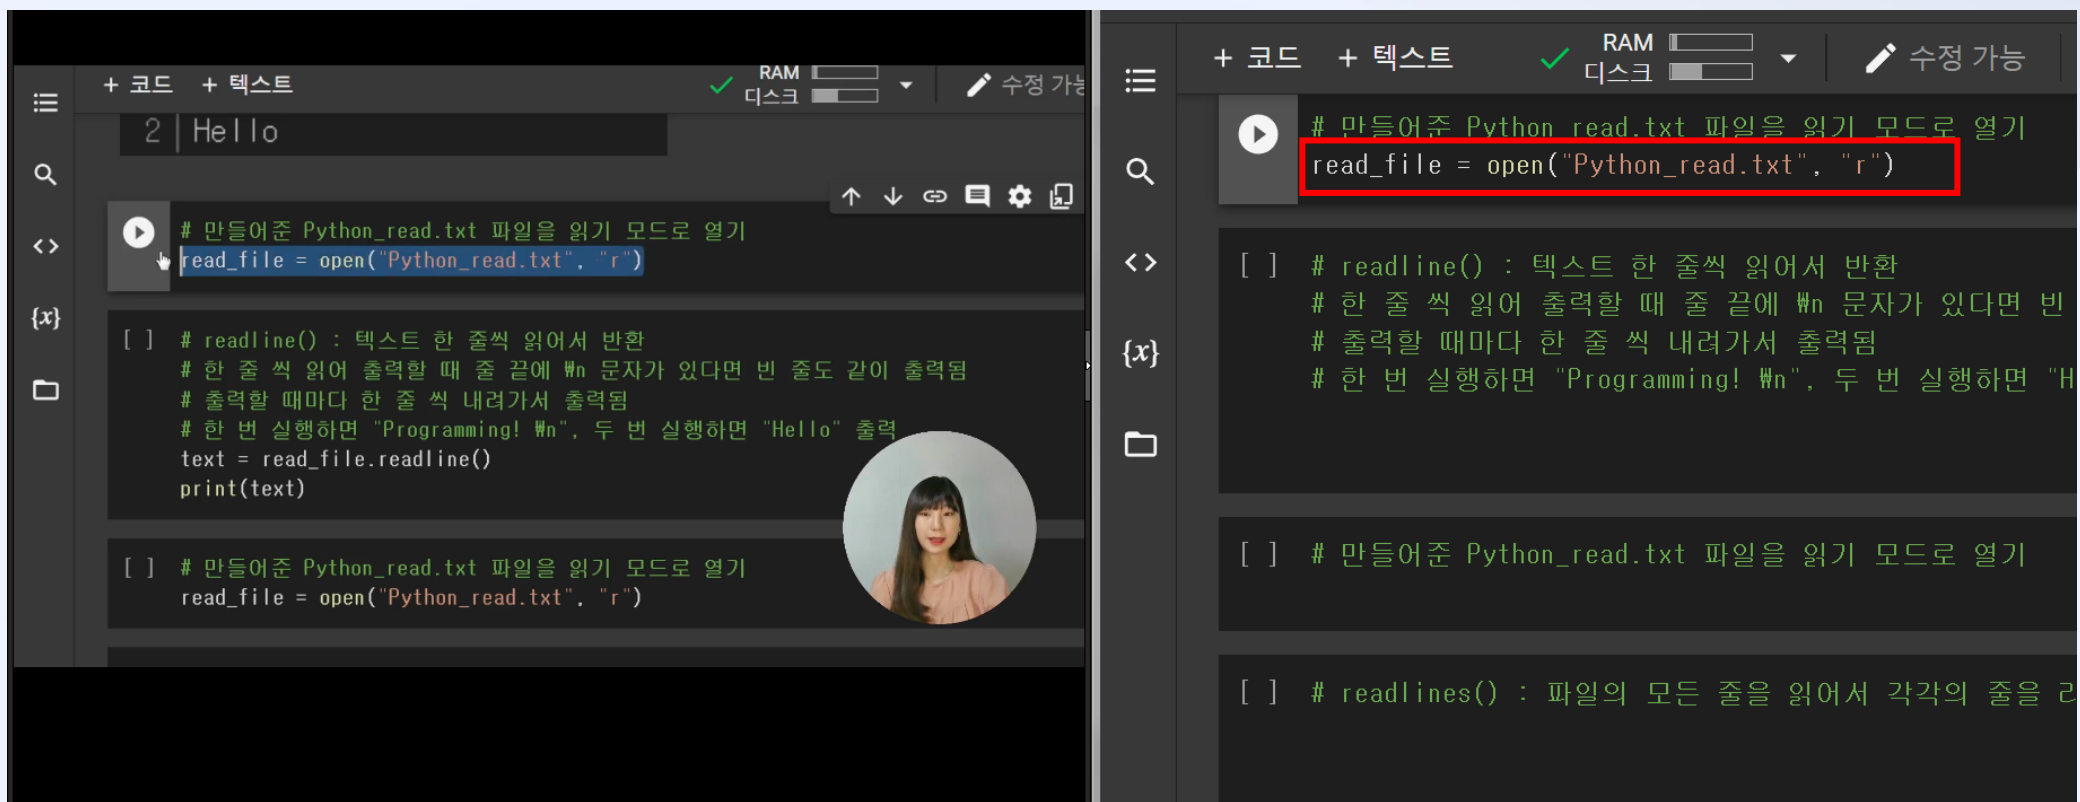 + 코드 + 텍스트
RAM
디스크
수정 가능
2 Hello
# 만들어준 Python_read.txt 파일을 읽기 모드로 열기
read_file = open("Python_read.txt", "r")
[ ] # readline() : 텍스트 한 줄씩 읽어서 반환
# 한 줄 씩 읽어 출력할 때 줄 끝에 ₩n 문자가 있다면 빈 줄도 같이 출력됨
# 출력할 때마다 한 줄 씩 내려가서 출력됨
# 한 번 실행하면 "Programming! ₩n", 두 번 실행하면 "Hello" 출력
text = read_file.readline()
print(text)
[ ] # 만들어준 Python_read.txt 파일을 읽기 모드로 열기
read_file = open("Python_read.txt", "r")
{x}
+ 코드 + 텍스트
RAM
디스크
수정 가능
# 만들어준 Python_read.txt 파일을 읽기 모드로 열기
read_file = open("Python_read.txt", "r")
[ ] # readline() : 텍스트 한 줄씩 읽어서 반환
# 한 줄 씩 읽어 출력할 때 줄 끝에 ₩n 문자가 있다면 빈
# 출력할 때마다 한 줄 씩 내려가서 출력됨
# 한 번 실행하면 "Programming! ₩n", 두 번 실행하면 "H
[ ] # 만들어준 Python_read.txt 파일을 읽기 모드로 열기
[ ] # readlines() : 파일의 모든 줄을 읽어서 각각의 줄을
{x}